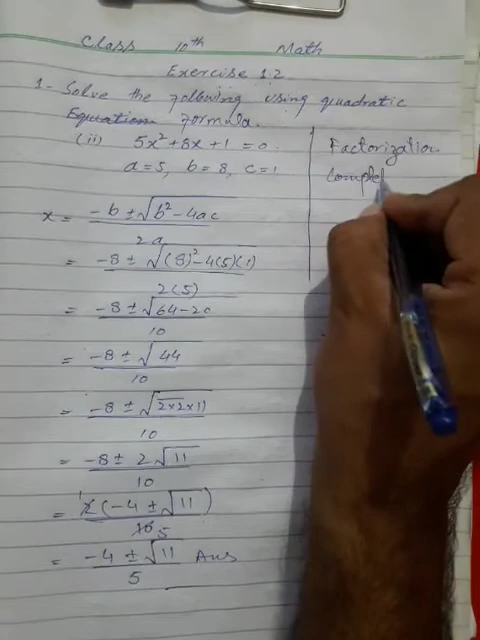 Class 10th Math
Exercise 1.2
1- Solve the following using quadratic
Equation Formula.
(ii) 5x² + 8x + 1 = 0
a = 5, b = 8, c = 1
x = -b ± √b² - 4ac
2a
= -8 ± √(8)² - 4(5)(1)
2(5)
= -8 ± √64 - 20
10
= -8 ± √44
10
= -8 ± √2×2×11
10
= -8 ± 2√11
10
= 1 2 (-4 ± √11)
10 5
= -4 ± √11 Ans
5
Factorization
Comple